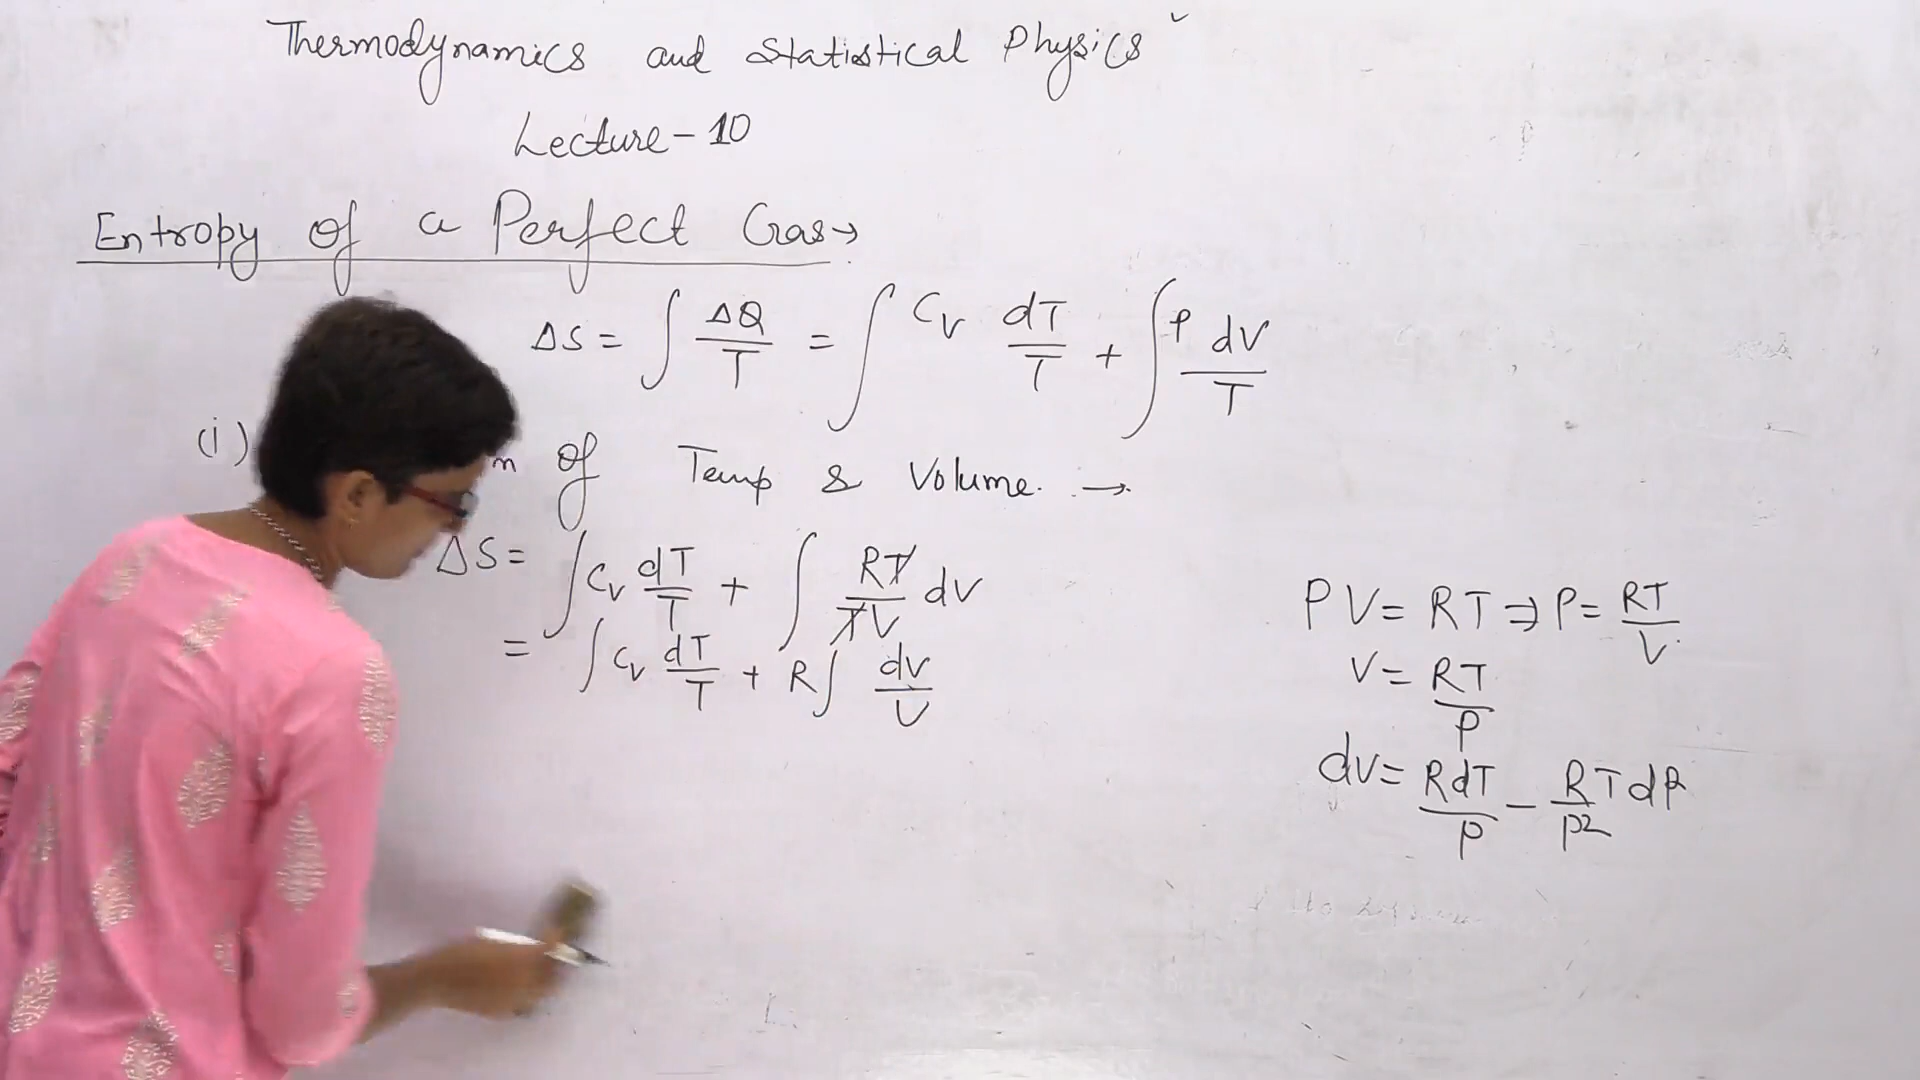 Thermodynamics and Statistical Physics
Lecture-10
Entropy of a Perfect Gas→
ΔS = ∫ ΔQ/T = ∫ Cv dT/T + ∫ P dV/T
(i) of Temp & Volume. →
ΔS = ∫ Cv dT/T + ∫ RT/TV dV
= ∫ Cv dT/T + R∫ dV/V
PV = RT ⇒ P = RT/V
V = RT/P
dV = RdT/P - RT/P2 dP